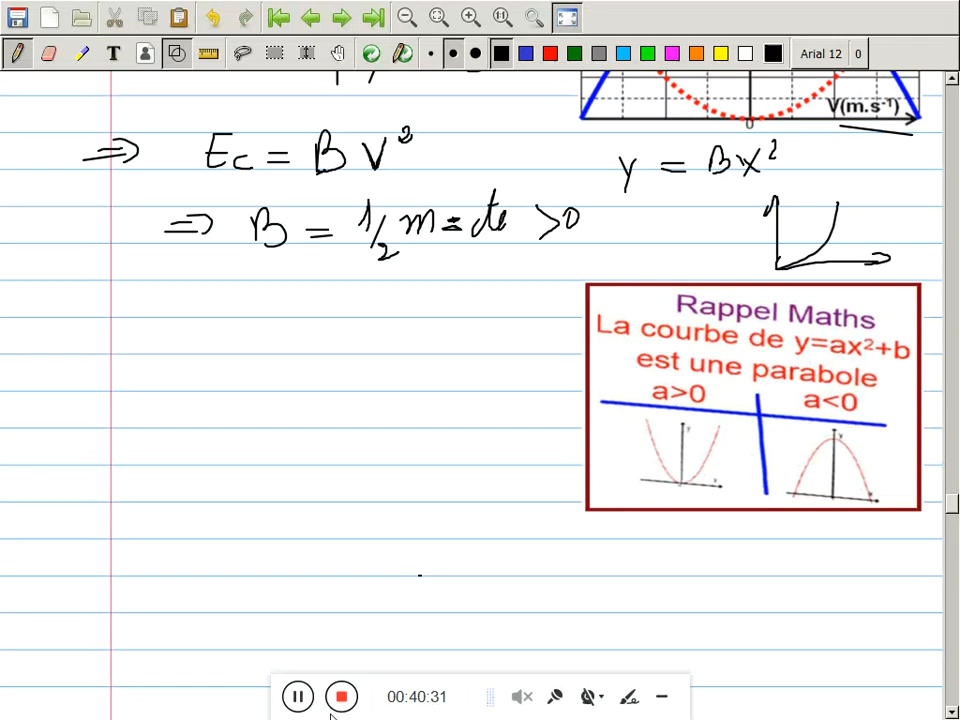 Arial 12 0
V(m.s⁻¹)
0
⇒ Ec = B V²
y = Bx²
⇒ B = 1/2 m = cte >0
Rappel Maths
La courbe de y=ax²+b
est une parabole
a>0 a<0
y y
x x
00:40:31